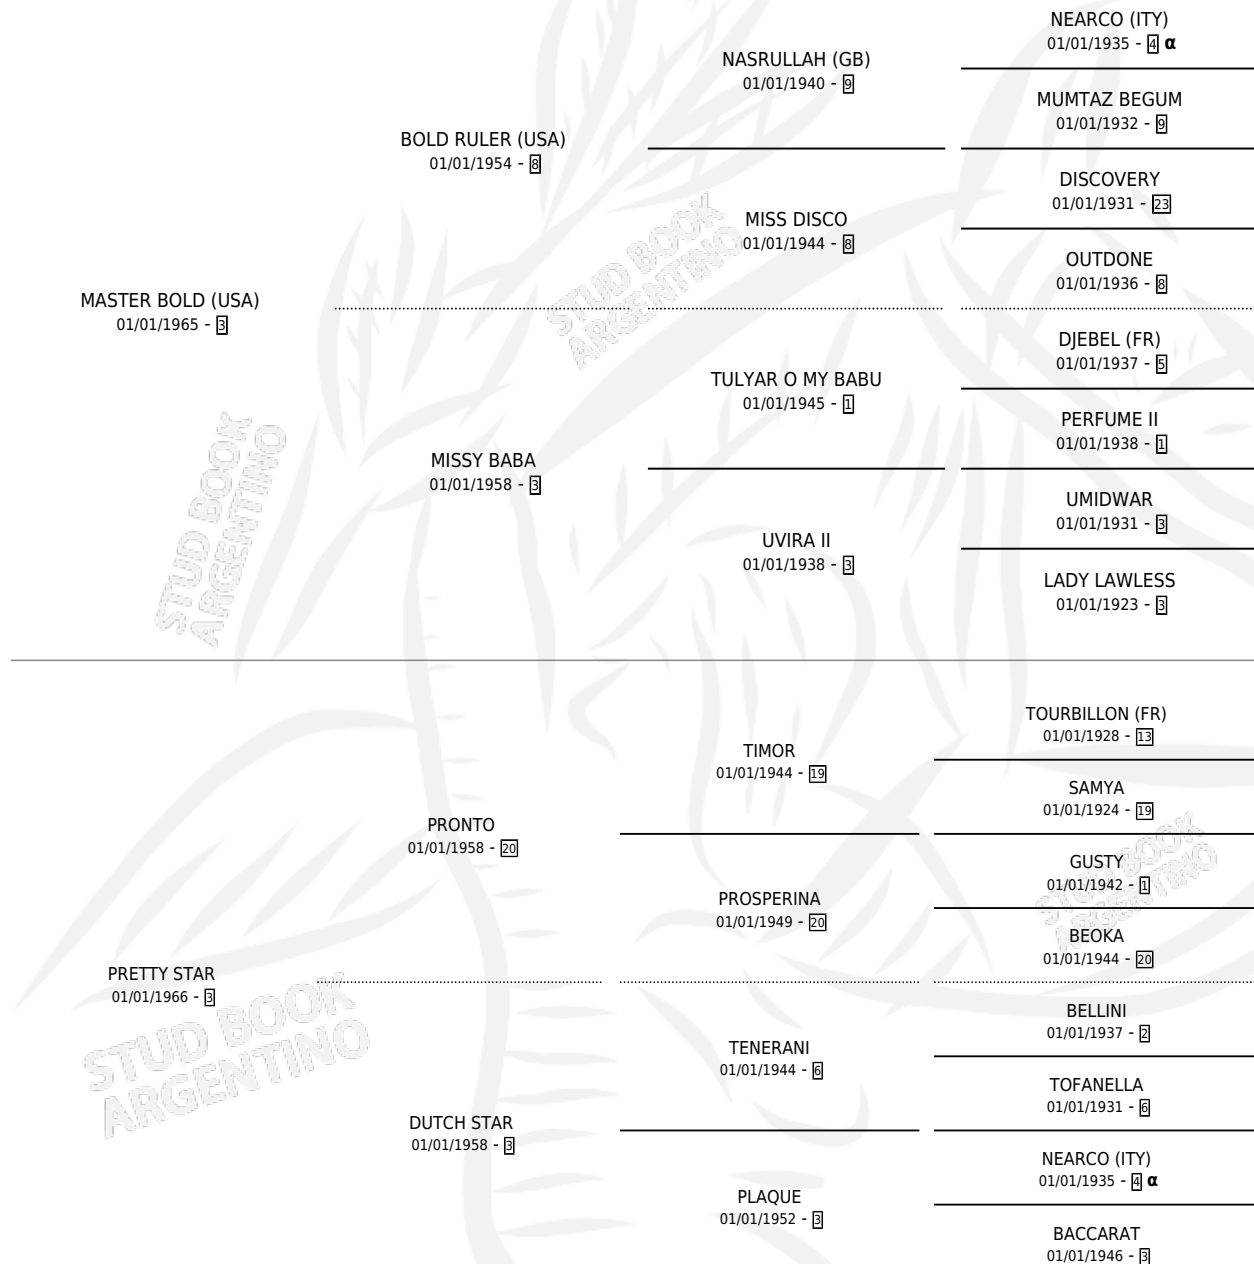 NEARCO (ITY)
01/01/1935 - 4 α
NASRULLAH (GB)
01/01/1940 - 9
MUMTAZ BEGUM
01/01/1932 - 9
BOLD RULER (USA)
01/01/1954 - 8
DISCOVERY
01/01/1931 - 23
MISS DISCO
01/01/1944 - 8
OUTDONE
01/01/1936 - 8
MASTER BOLD (USA)
01/01/1965 - 3
DJEBEL (FR)
01/01/1937 - 5
TULYAR O MY BABU
01/01/1945 - 1
PERFUME II
01/01/1938 - 1
MISSY BABA
01/01/1958 - 3
UMIDWAR
01/01/1931 - 3
UVIRA II
01/01/1938 - 3
LADY LAWLESS
01/01/1923 - 3
TOURBILLON (FR)
01/01/1928 - 13
TIMOR
01/01/1944 - 19
SAMYA
01/01/1924 - 19
PRONTO
01/01/1958 - 20
GUSTY
01/01/1942 - 1
PROSPERINA
01/01/1949 - 20
BEOKA
01/01/1944 - 20
PRETTY STAR
01/01/1966 - 3
BELLINI
01/01/1937 - 2
TENERANI
01/01/1944 - 6
TOFANELLA
01/01/1931 - 6
DUTCH STAR
01/01/1958 - 3
NEARCO (ITY)
01/01/1935 - 4 α
PLAQUE
01/01/1952 - 3
BACCARAT
01/01/1946 - 3
STUD BOOK
ARGENTINO
STUD BOOK
ARGENTINO
STUD BOOK
ARGENTINO
STUD BOOK
ARGENTINO